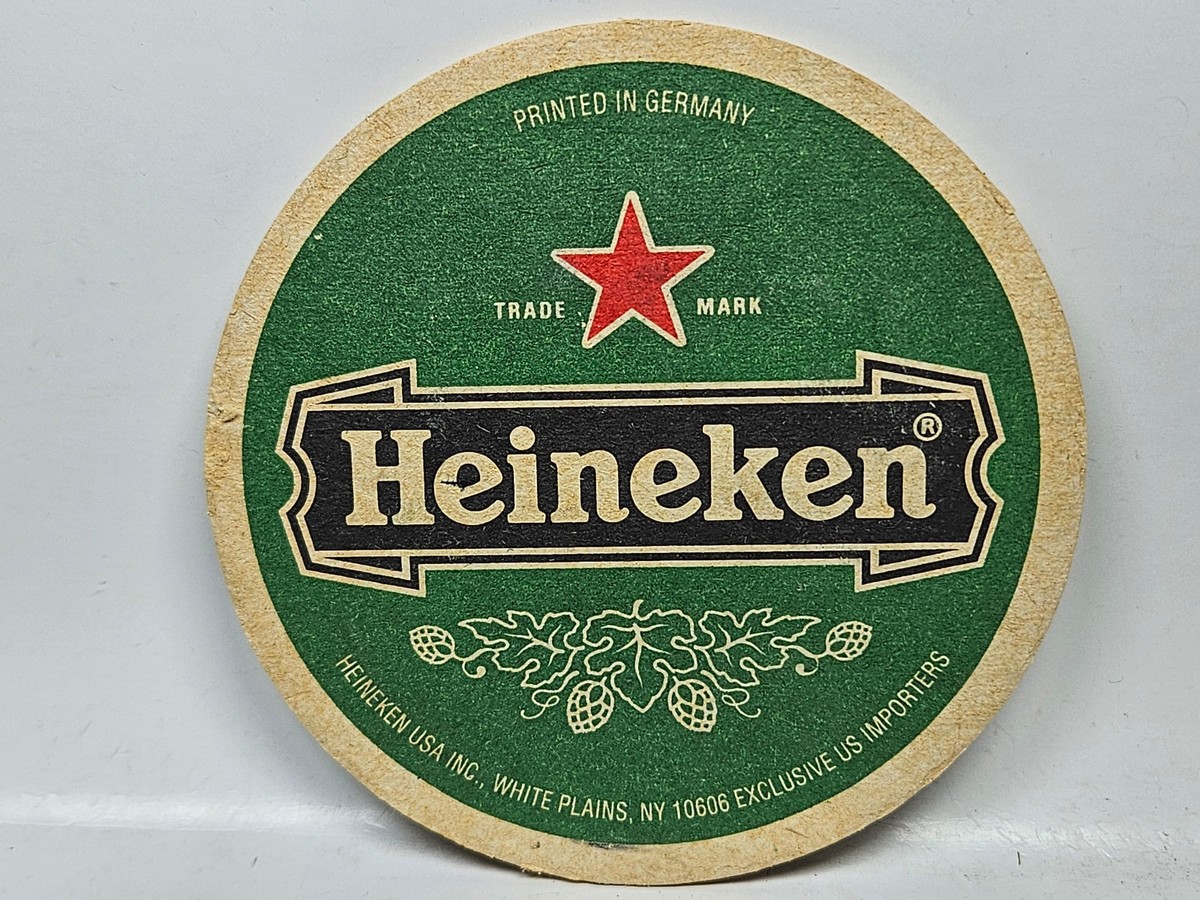 PRINTED IN GERMANY
TRADE MARK
Heineken®
HEINEKEN USA INC., WHITE PLAINS, NY 10606 EXCLUSIVE US IMPORTERS